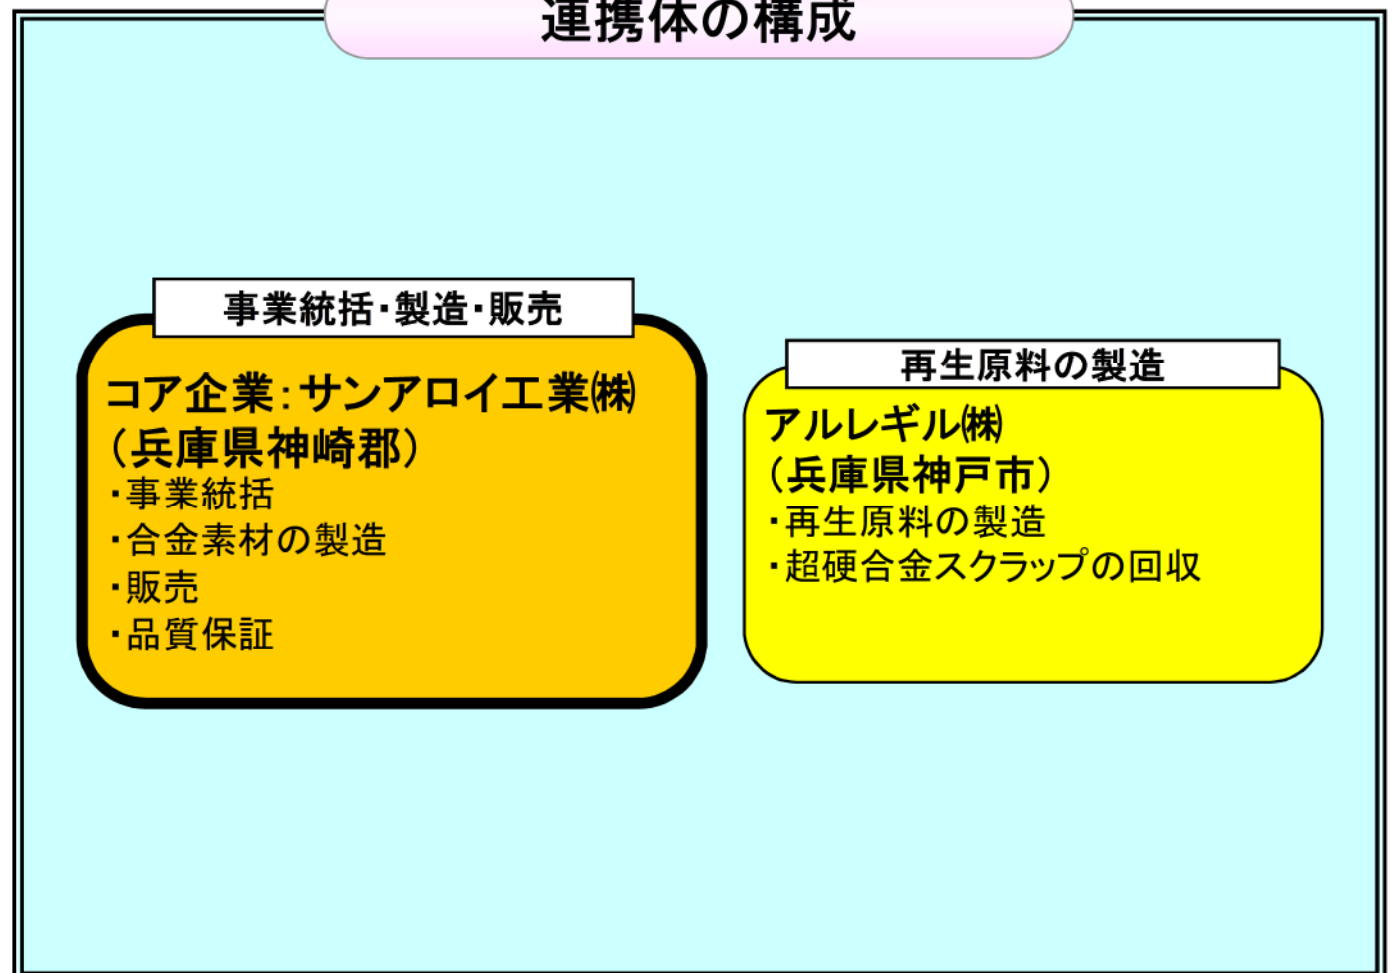 連携体の構成
事業統括・製造・販売
コア企業：サンアロイ工業㈱
（兵庫県神崎郡）
・事業統括
・合金素材の製造
・販売
・品質保証
再生原料の製造
アルレギル㈱
（兵庫県神戸市）
・再生原料の製造
・超硬合金スクラップの回収